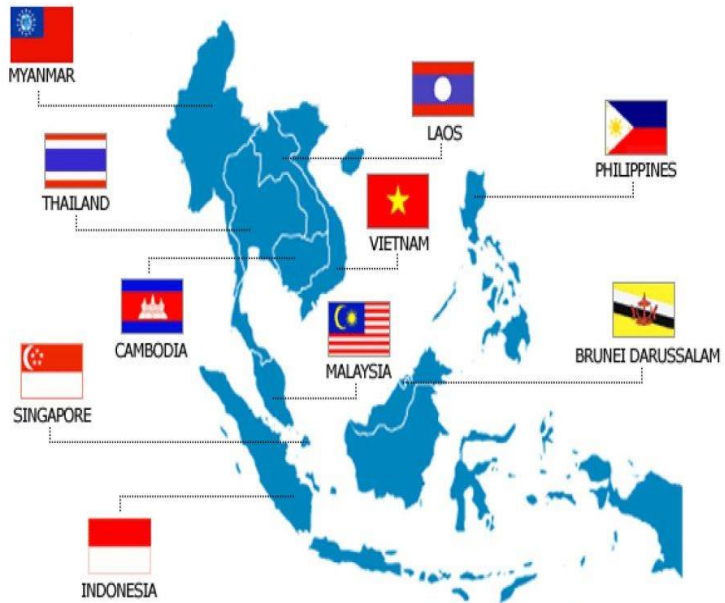 MYANMAR
LAOS
PHILIPPINES
THAILAND
VIETNAM
CAMBODIA
MALAYSIA
BRUNEI DARUSSALAM
SINGAPORE
INDONESIA